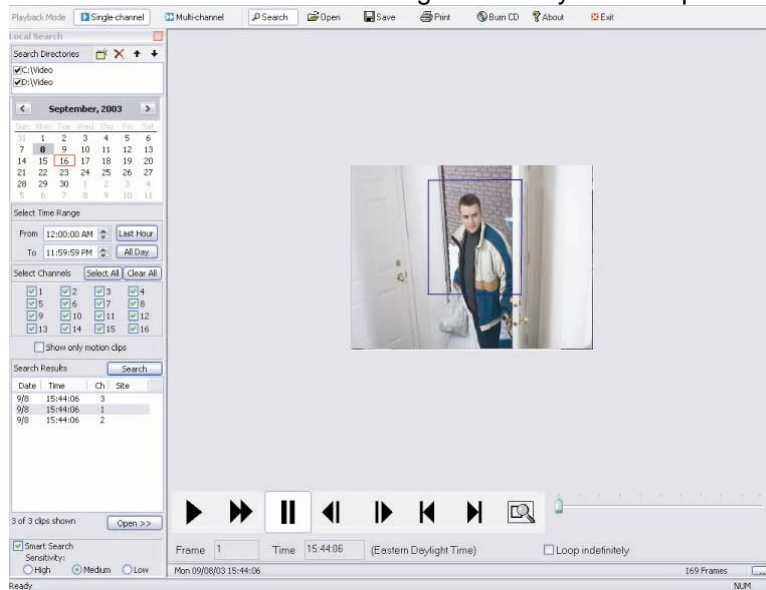 Playback Mode Single-channel Multi-channel Search Open Save Print Burn CD About Exit
Local Search
Search Directories
C:\Video
D:\Video
September, 2003
Sun Mon Tue Wed Thu Fri Sat
31 1 2 3 4 5 6
7 8 9 10 11 12 13
14 15 16 17 18 19 20
21 22 23 24 25 26 27
28 29 30 1 2 3 4
5 6 7 8 9 10 11
Select Time Range
From 12:00:00 AM Last Hour
To 11:59:59 PM All Day
Select Channels Select All Clear All
1 2 3 4
5 6 7 8
9 10 11 12
13 14 15 16
Show only motion clips
Search Results Search
Date Time Ch Site
9/8 15:44:06 3
9/8 15:44:06 1
9/8 15:44:06 2
3 of 3 clips shown Open >>
Smart Search
Sensitivity:
High Medium Low
Frame 1 Time 15:44:06 (Eastern Daylight Time) Loop indefinitely
Mon 09/08/03 15:44:06 169 Frames ...
Ready NUM